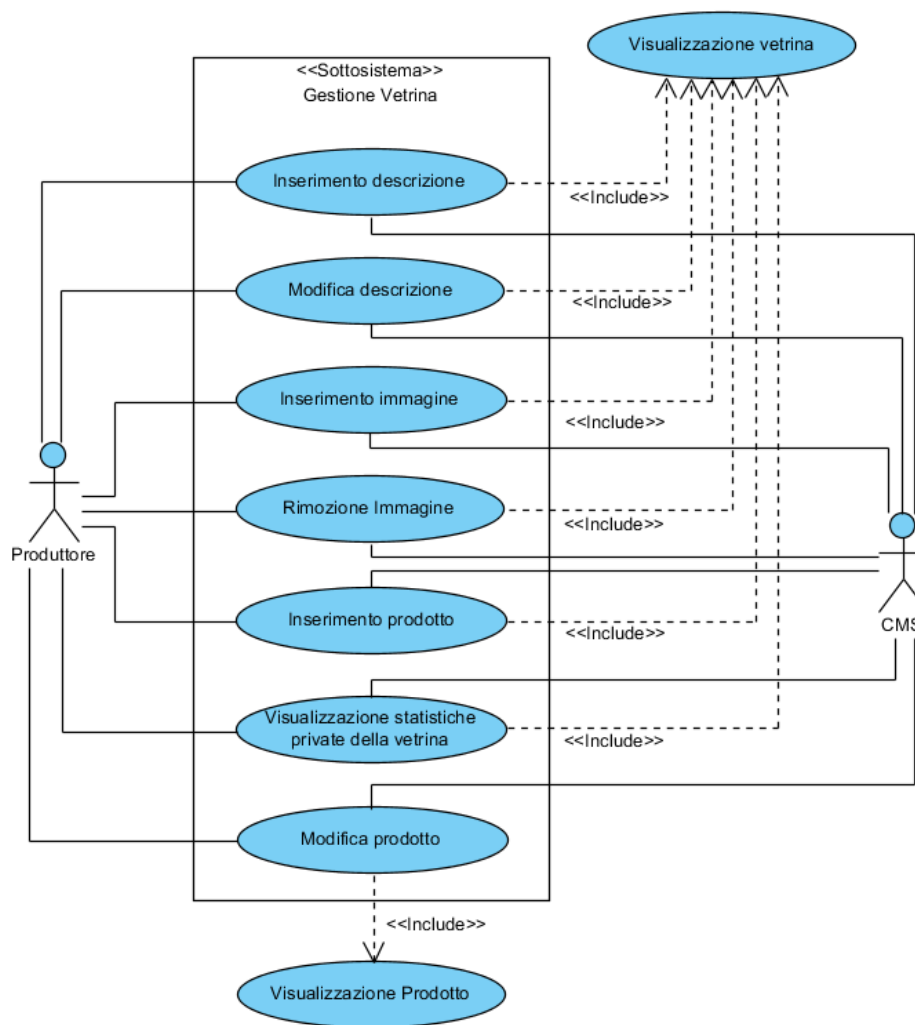 Visualizzazione vetrina
<<Sottosistema>>
Gestione Vetrina
Inserimento descrizione
<<Include>>
Modifica descrizione
<<Include>>
Inserimento immagine
<<Include>>
Rimozione Immagine
<<Include>>
Produttore
Inserimento prodotto
<<Include>>
CMS
Visualizzazione statistiche
private della vetrina
<<Include>>
Modifica prodotto
<<Include>>
Visualizzazione Prodotto